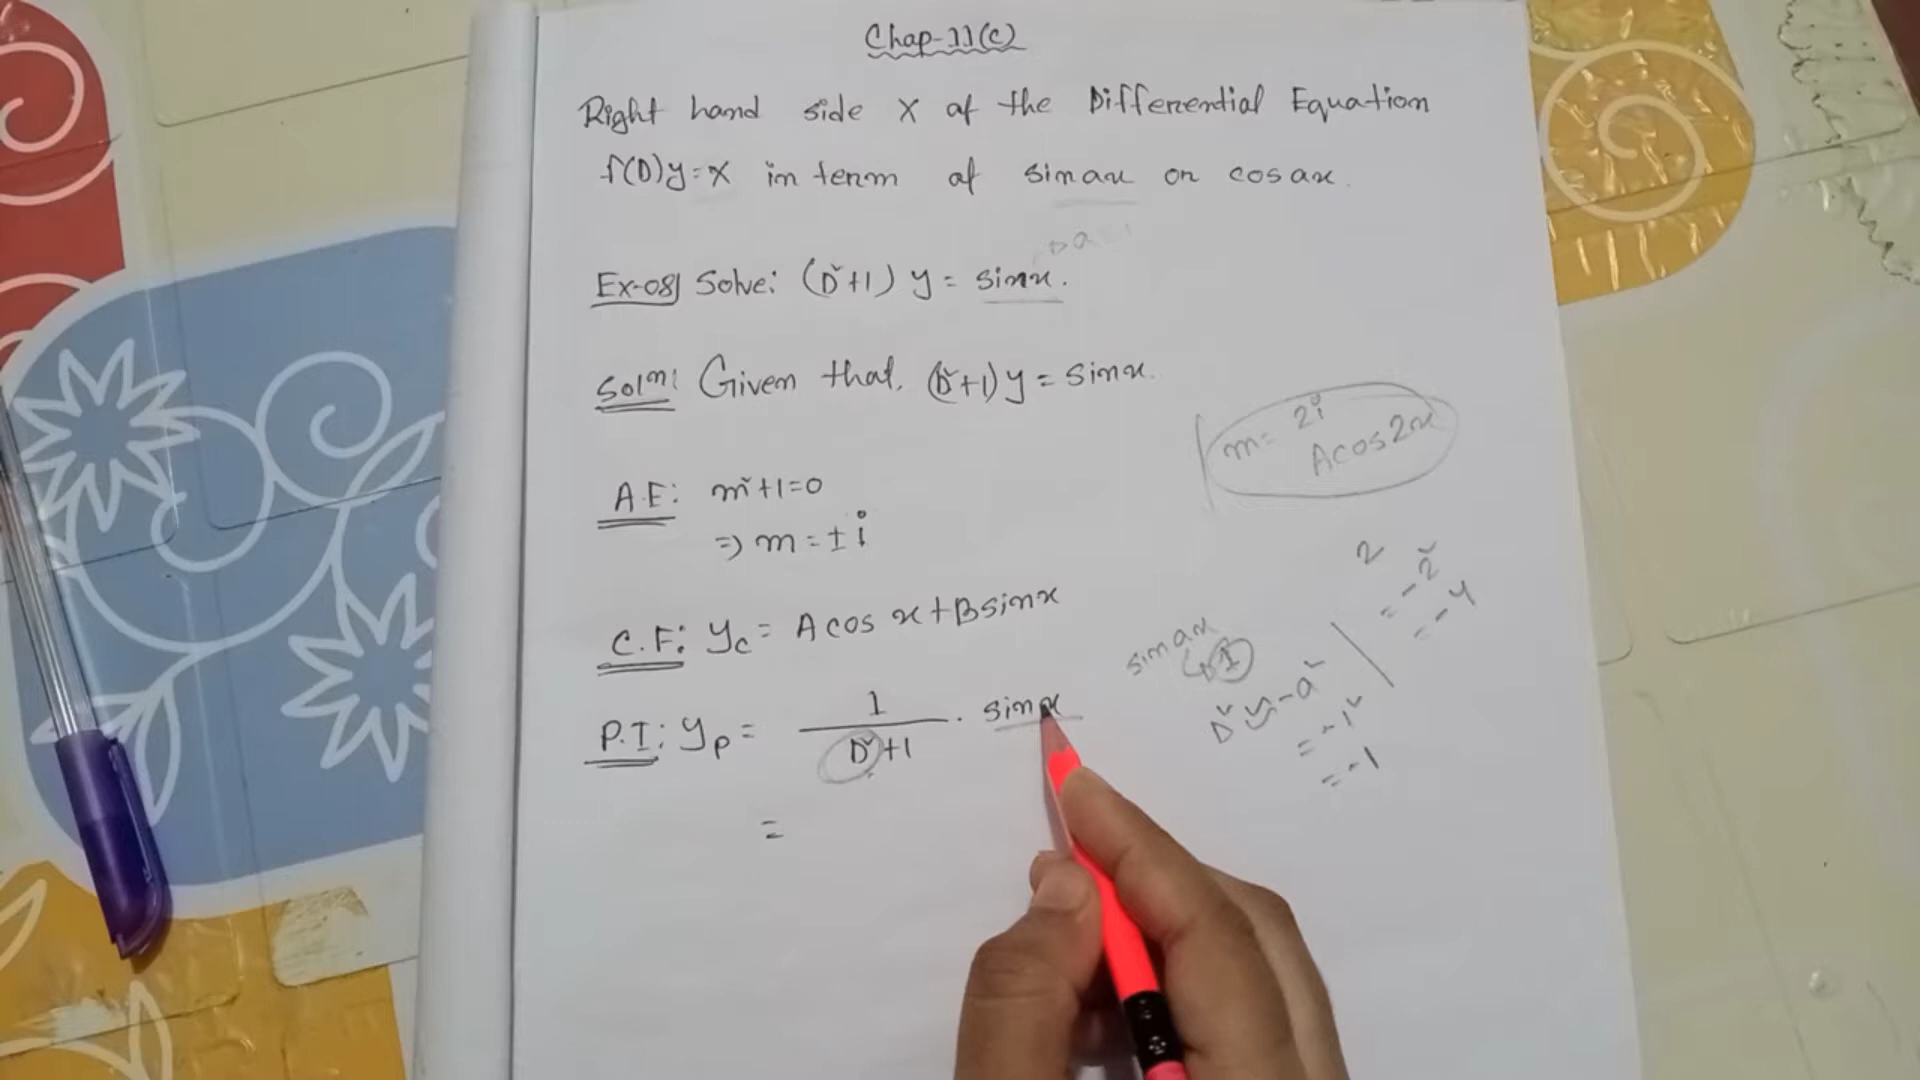 Chap-11(c)
Right hand side X of the Differential Equation
f(D)y=X in term of sinax or cosax.
Ex-08) Solve: (D²+1) y = sinx.
Solⁿ: Given that, (D²+1)y = sinx.
m= 2i
Acos2x
A.E: m²+1=0
=> m = ± i
C.F: yc = A cos x + B sinx
P.I: yp = 1/(D²+1) . sinx
=
sinax
↳ 1
D² = -a²
= -1²
= -1
2
= -2²
= -4